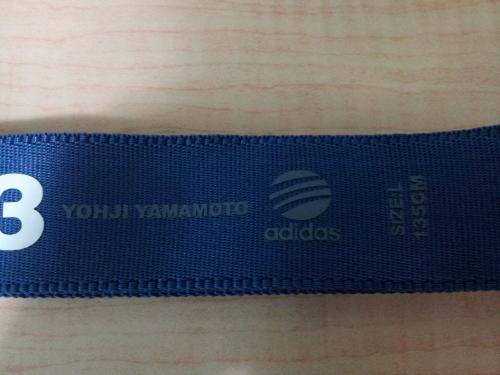 3
YOHJI YAMAMOTO
adidas
SIZE:L
135CM